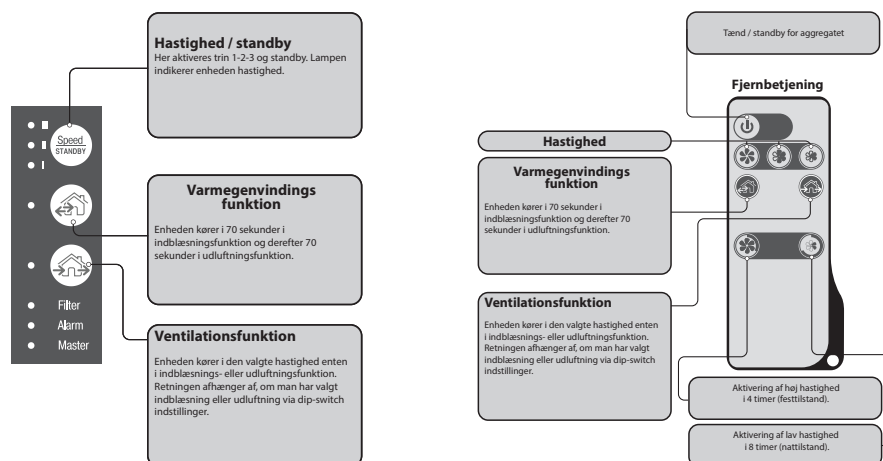 Hastighed / standby
Her aktiveres trin 1-2-3 og standby. Lampen
indikerer enheden hastighed.
Speed
STANDBY
Varmegenvindings
funktion
Enheden kører i 70 sekunder i
indblæsningsfunktion og derefter 70
sekunder i udluftningsfunktion.
Filter
Alarm
Master
Ventilationsfunktion
Enheden kører i den valgte hastighed enten
i indblæsnings- eller udluftningsfunktion.
Retningen afhænger af, om man har valgt
indblæsning eller udluftning via dip-switch
indstillinger.
Tænd / standby for aggregatet
Fjernbetjening
Hastighed
Varmegenvindings
funktion
Enheden kører i 70 sekunder i
indblæsningsfunktion og derefter 70
sekunder i udluftningsfunktion.
Ventilationsfunktion
Enheden kører i den valgte hastighed enten
i indblæsnings- eller udluftningsfunktion.
Retningen afhænger af, om man har valgt
indblæsning eller udluftning via dip-switch
indstillinger.
Aktivering af høj hastighed
i 4 timer (festtilstand).
Aktivering af lav hastighed
i 8 timer (nattilstand).